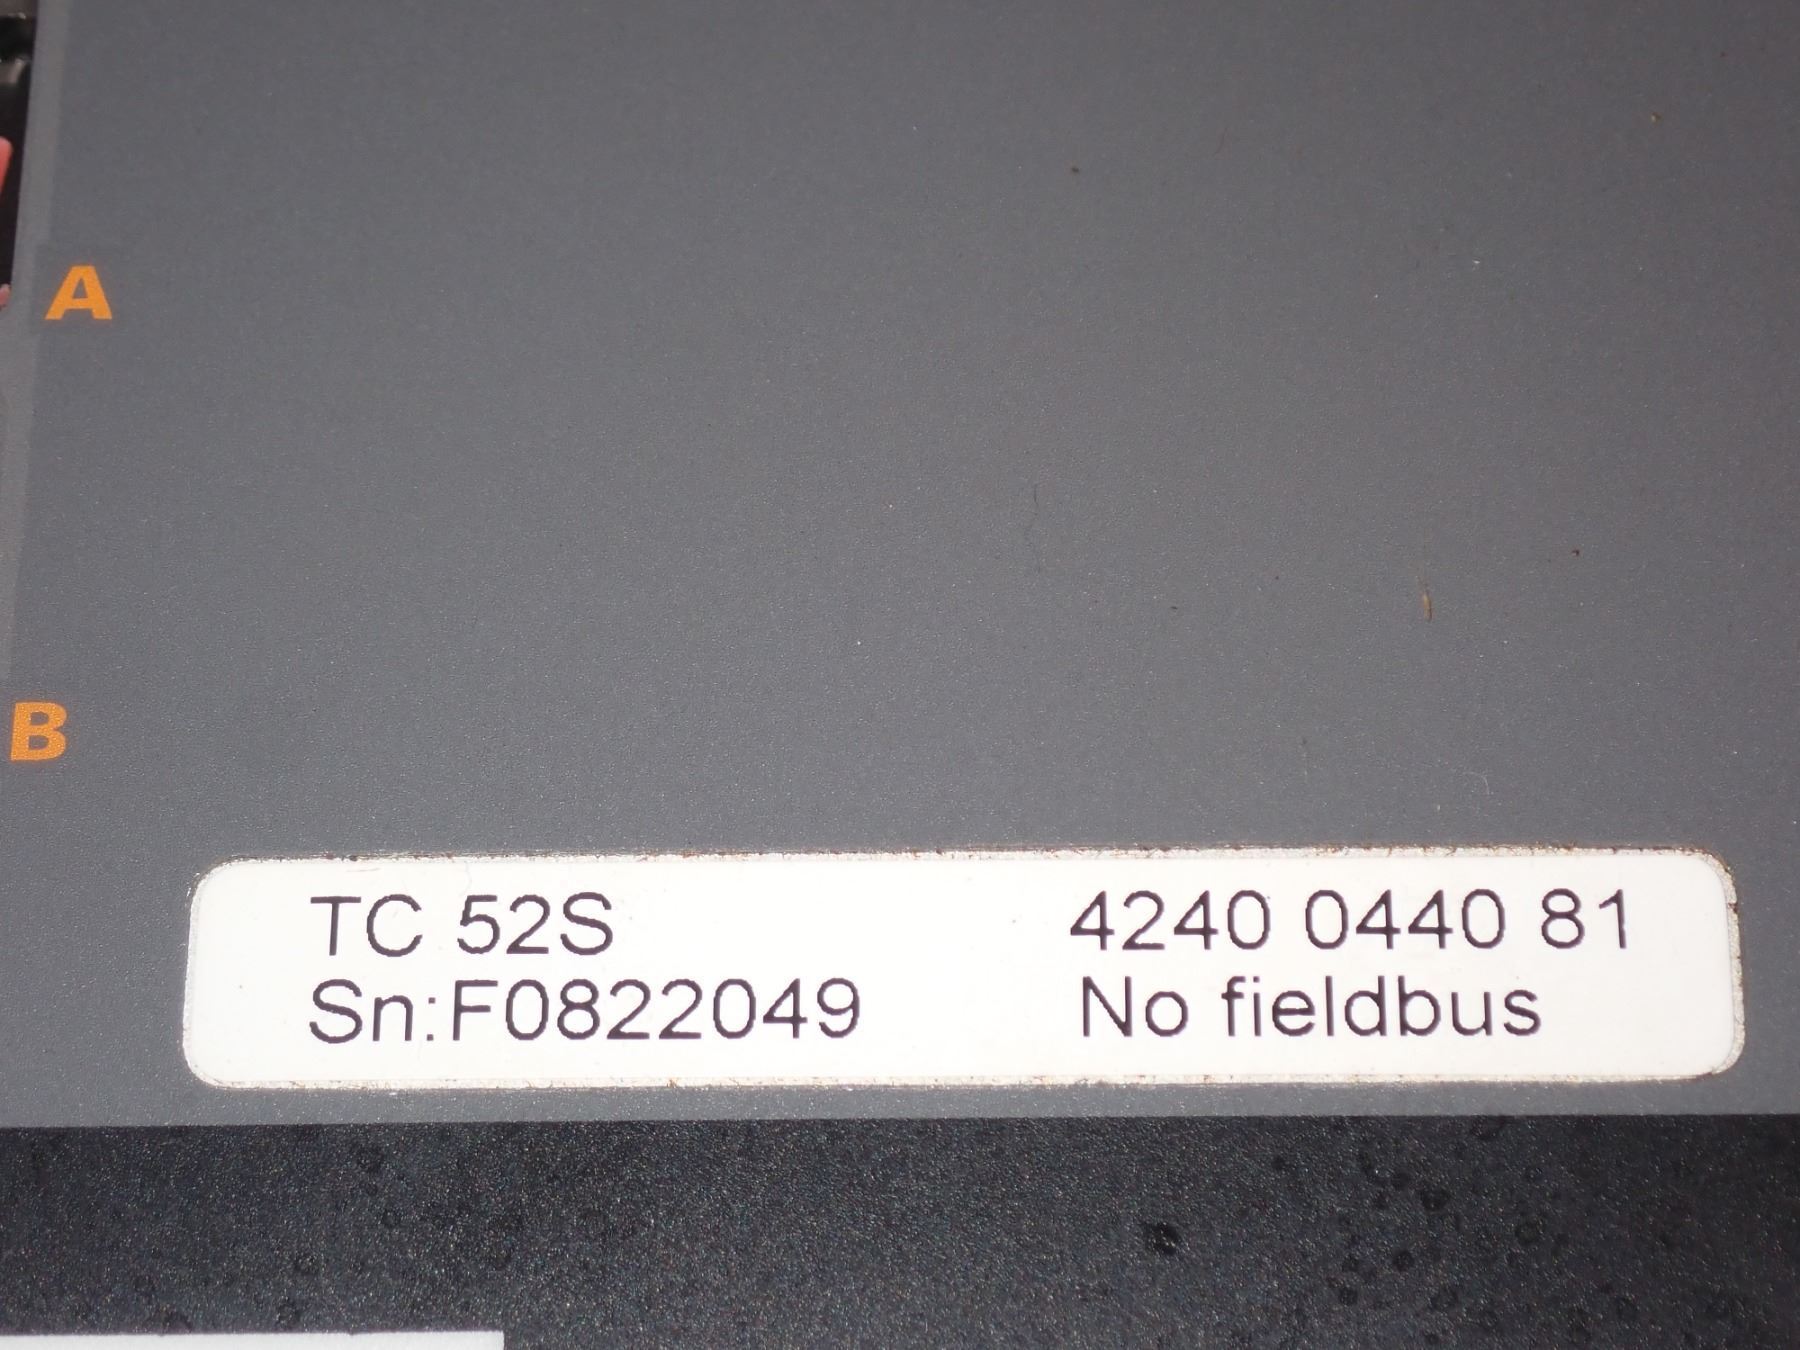 A
B
TC 52S 4240 0440 81
Sn:F0822049 No fieldbus